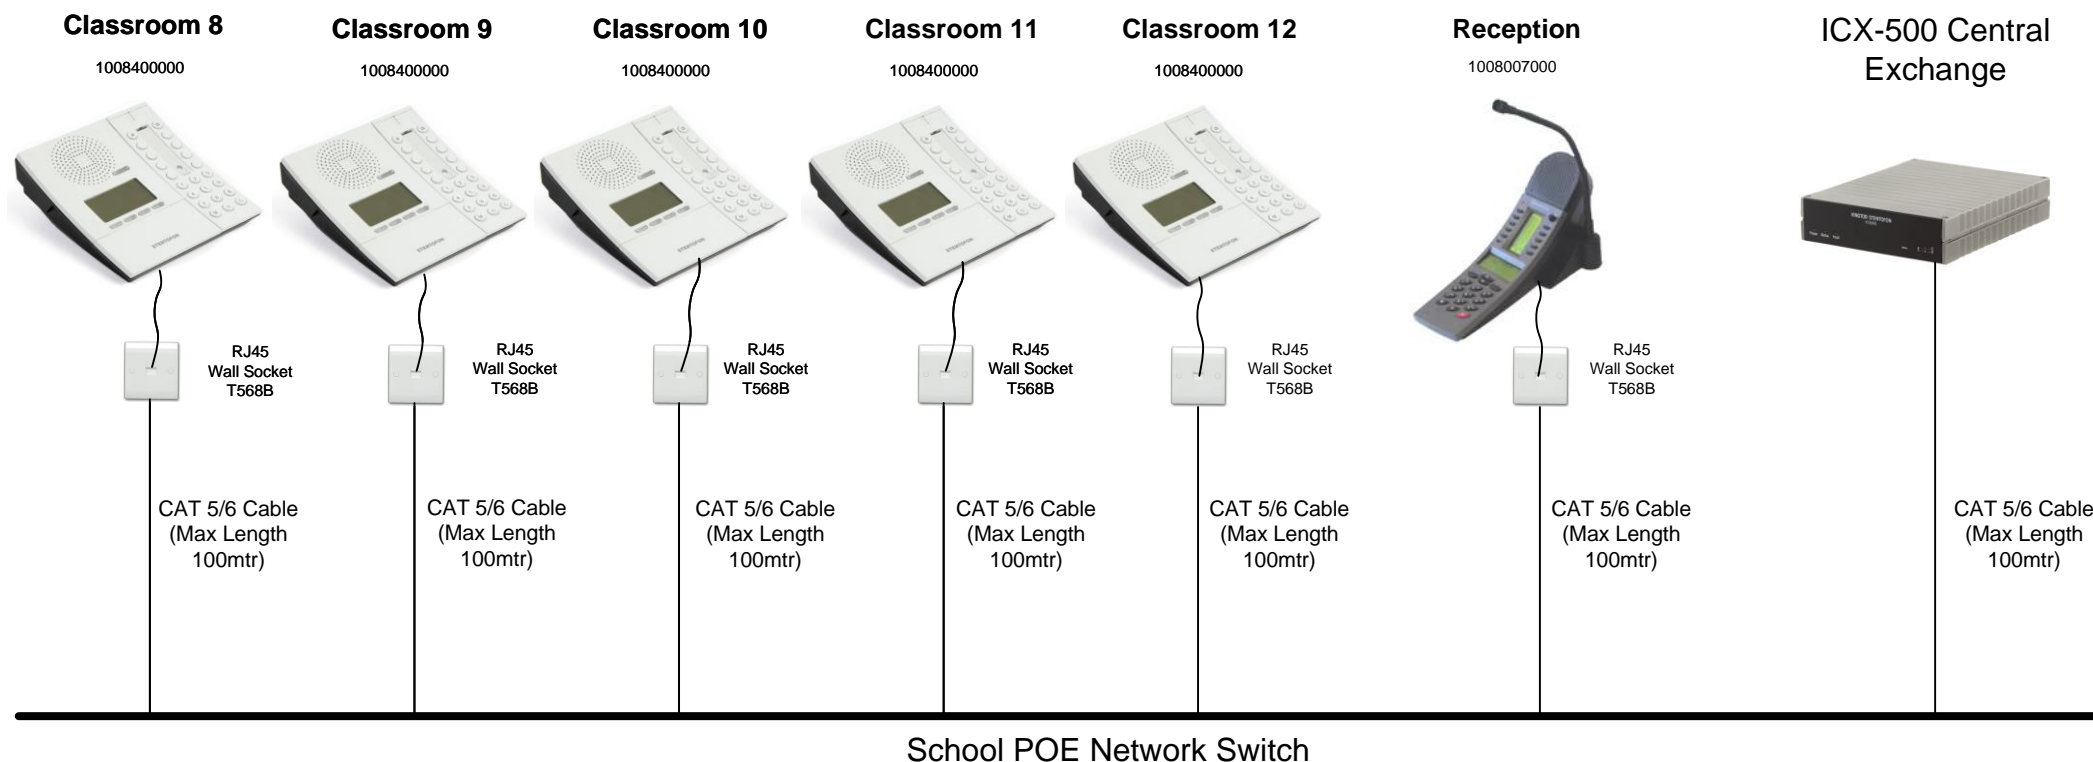 Classroom 8
1008400000
RJ45
Wall Socket
T568B
CAT 5/6 Cable
(Max Length
100mtr)
Classroom 9
1008400000
RJ45
Wall Socket
T568B
CAT 5/6 Cable
(Max Length
100mtr)
Classroom 10
1008400000
RJ45
Wall Socket
T568B
CAT 5/6 Cable
(Max Length
100mtr)
Classroom 11
1008400000
RJ45
Wall Socket
T568B
CAT 5/6 Cable
(Max Length
100mtr)
Classroom 12
1008400000
RJ45
Wall Socket
T568B
CAT 5/6 Cable
(Max Length
100mtr)
Reception
1008007000
RJ45
Wall Socket
T568B
CAT 5/6 Cable
(Max Length
100mtr)
ICX-500 Central
Exchange
CAT 5/6 Cable
(Max Length
100mtr)
School POE Network Switch